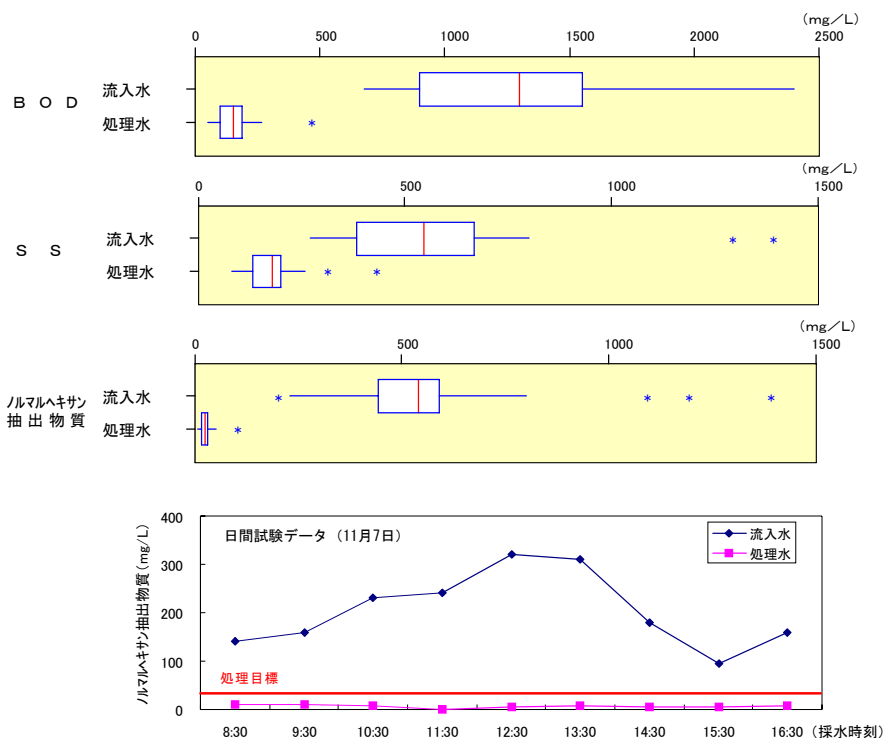 (mg/L)
0 500 1000 1500 2000 2500
BOD
流入水
処理水
*
0 500 1000 1500
SS
流入水
* *
処理水
* *
(mg/L)
0 500 1000 1500
ノルマルヘキサン
抽出物質
流入水
* * * *
処理水
*
ノルマルヘキサン抽出物質(mg/L)
400
300
200
100
0
日間試験データ (11月7日)
流入水
処理水
処理目標
8:30 9:30 10:30 11:30 12:30 13:30 14:30 15:30 16:30 (採水時刻)